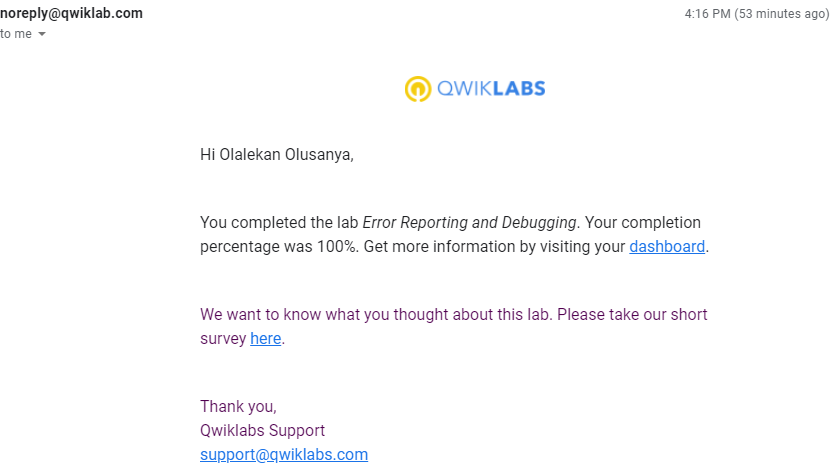 noreply@qwiklab.com
4:16 PM (53 minutes ago)
to me
QWIKLABS
Hi Olalekan Olusanya,
You completed the lab Error Reporting and Debugging. Your completion
percentage was 100%. Get more information by visiting your dashboard.
We want to know what you thought about this lab. Please take our short
survey here.
Thank you,
Qwiklabs Support
support@qwiklabs.com